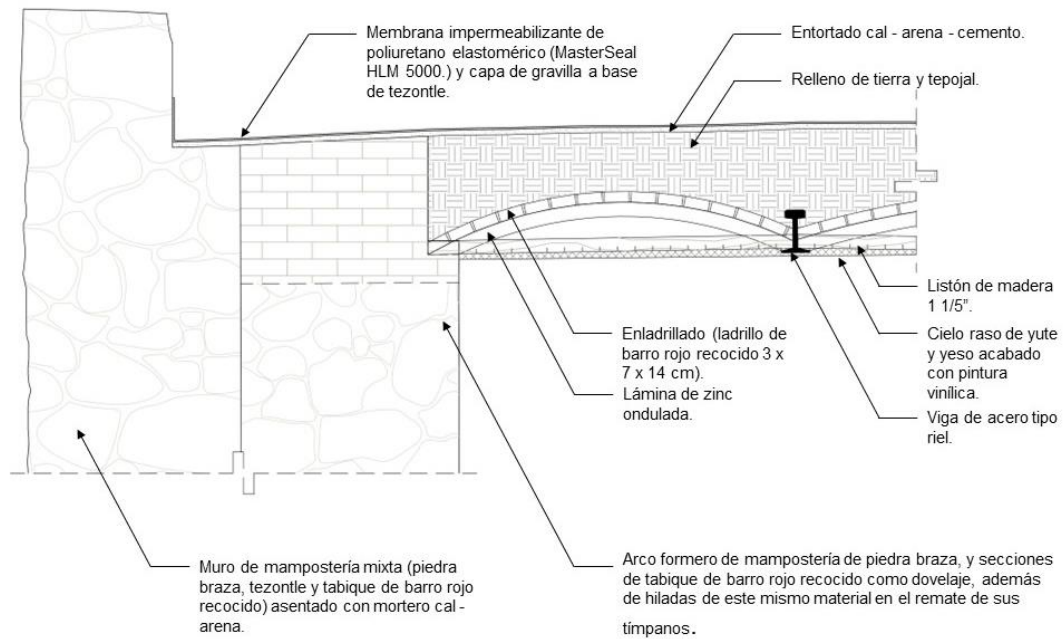 Membrana impermeabilizante de
poliuretano elastomérico (MasterSeal
HLM 5000.) y capa de gravilla a base
de tezontle.
Entortado cal - arena - cemento.
Relleno de tierra y tepojal.
Enladrillado (ladrillo de
barro rojo recocido 3 x
7 x 14 cm).
Lámina de zinc
ondulada.
Listón de madera
1 1/5”.
Cielo raso de yute
y yeso acabado
con pintura
vinílica.
Viga de acero tipo
riel.
Muro de mampostería mixta (piedra
braza, tezontle y tabique de barro rojo
recocido) asentado con mortero cal -
arena.
Arco formero de mampostería de piedra braza, y secciones
de tabique de barro rojo recocido como dovelaje, además
de hiladas de este mismo material en el remate de sus
tímpanos.